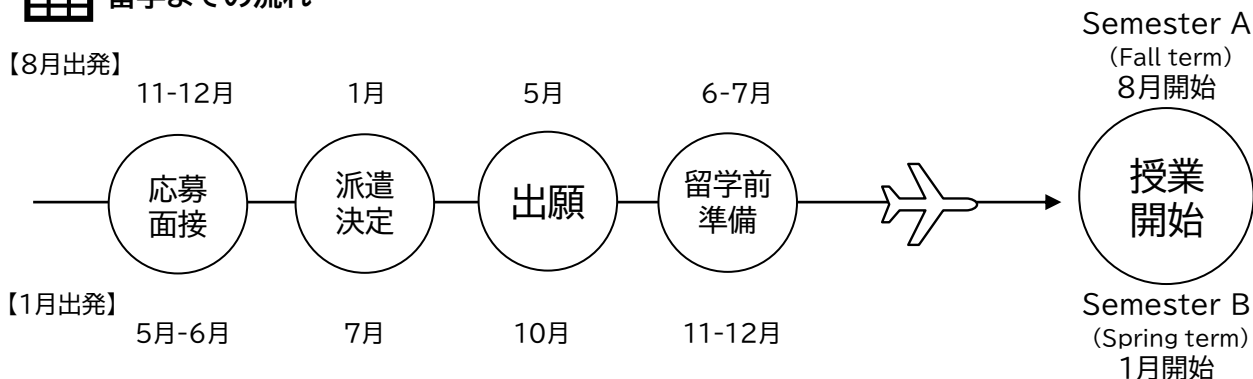 留学までの流れ
Semester A
(Fall term)
8月開始
【8月出発】
11-12月
1月
5月
6-7月
応募
面接
派遣
決定
出願
留学前
準備
授業
開始
【1月出発】
5月-6月
7月
10月
11-12月
Semester B
(Spring term)
1月開始